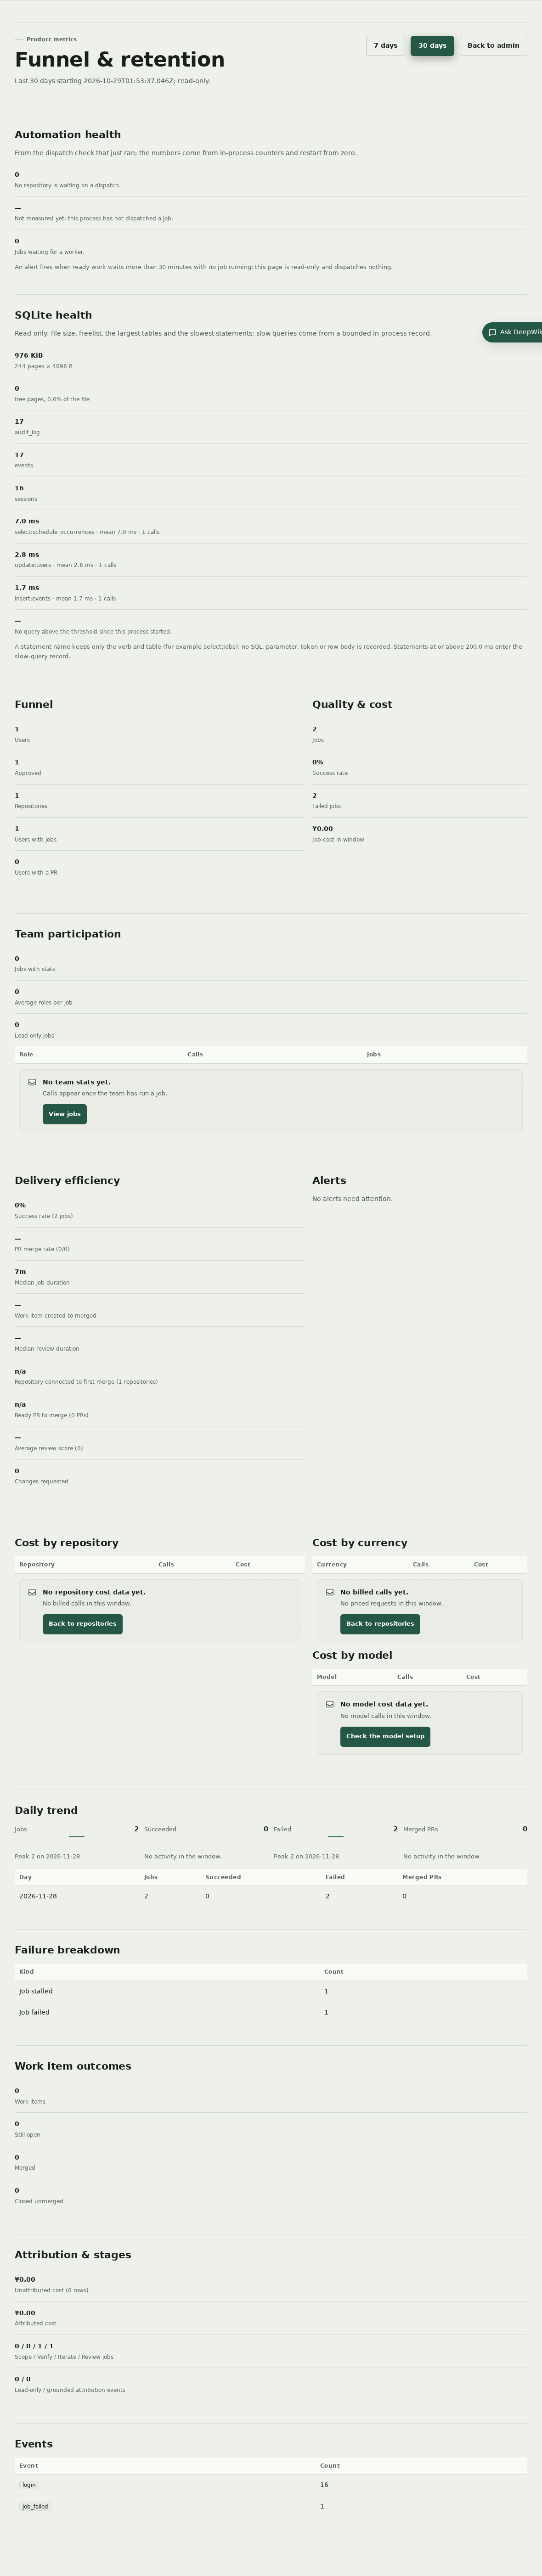 Product metrics
Funnel & retention
Last 30 days starting 2026-10-29T01:53:37.046Z; read-only.
7 days
30 days
Back to admin
Automation health
From the dispatch check that just ran; the numbers come from in-process counters and restart from zero.
0
No repository is waiting on a dispatch.
—
Not measured yet: this process has not dispatched a job.
0
Jobs waiting for a worker.
An alert fires when ready work waits more than 30 minutes with no job running; this page is read-only and dispatches nothing.
SQLite health
Read-only: file size, freelist, the largest tables and the slowest statements; slow queries come from a bounded in-process record.
Ask DeepWik
976 KiB
244 pages × 4096 B
0
free pages, 0.0% of the file
17
audit_log
17
events
16
sessions
7.0 ms
select:schedule_occurrences · mean 7.0 ms · 1 calls
2.8 ms
update:users · mean 2.8 ms · 1 calls
1.7 ms
insert:events · mean 1.7 ms · 1 calls
—
No query above the threshold since this process started.
A statement name keeps only the verb and table (for example select:jobs); no SQL, parameter, token or row body is recorded. Statements at or above 200.0 ms enter the
slow-query record.
Funnel
1
Users
1
Approved
1
Repositories
1
Users with jobs
0
Users with a PR
Quality & cost
2
Jobs
0%
Success rate
2
Failed jobs
¥0.00
Job cost in window
Team participation
0
Jobs with stats
0
Average roles per job
0
Lead-only jobs
Role Calls Jobs
No team stats yet.
Calls appear once the team has run a job.
View jobs
Delivery efficiency
0%
Success rate (2 jobs)
—
PR merge rate (0/0)
7m
Median job duration
—
Work item created to merged
—
Median review duration
n/a
Repository connected to first merge (1 repositories)
n/a
Ready PR to merge (0 PRs)
—
Average review score (0)
0
Changes requested
Alerts
No alerts need attention.
Cost by repository
Repository Calls Cost
No repository cost data yet.
No billed calls in this window.
Back to repositories
Cost by currency
Currency Calls Cost
No billed calls yet.
No priced requests in this window.
Back to repositories
Cost by model
Model Calls Cost
No model cost data yet.
No model calls in this window.
Check the model setup
Daily trend
Jobs 2 Succeeded 0 Failed 2 Merged PRs 0
Peak 2 on 2026-11-28 No activity in the window. Peak 2 on 2026-11-28 No activity in the window.
Day Jobs Succeeded Failed Merged PRs
2026-11-28 2 0 2 0
Failure breakdown
Kind Count
Job stalled 1
Job failed 1
Work item outcomes
0
Work items
0
Still open
0
Merged
0
Closed unmerged
Attribution & stages
¥0.00
Unattributed cost (0 rows)
¥0.00
Attributed cost
0 / 0 / 1 / 1
Scope / Verify / Iterate / Review jobs
0 / 0
Lead-only / grounded attribution events
Events
Event Count
login 16
job_failed 1